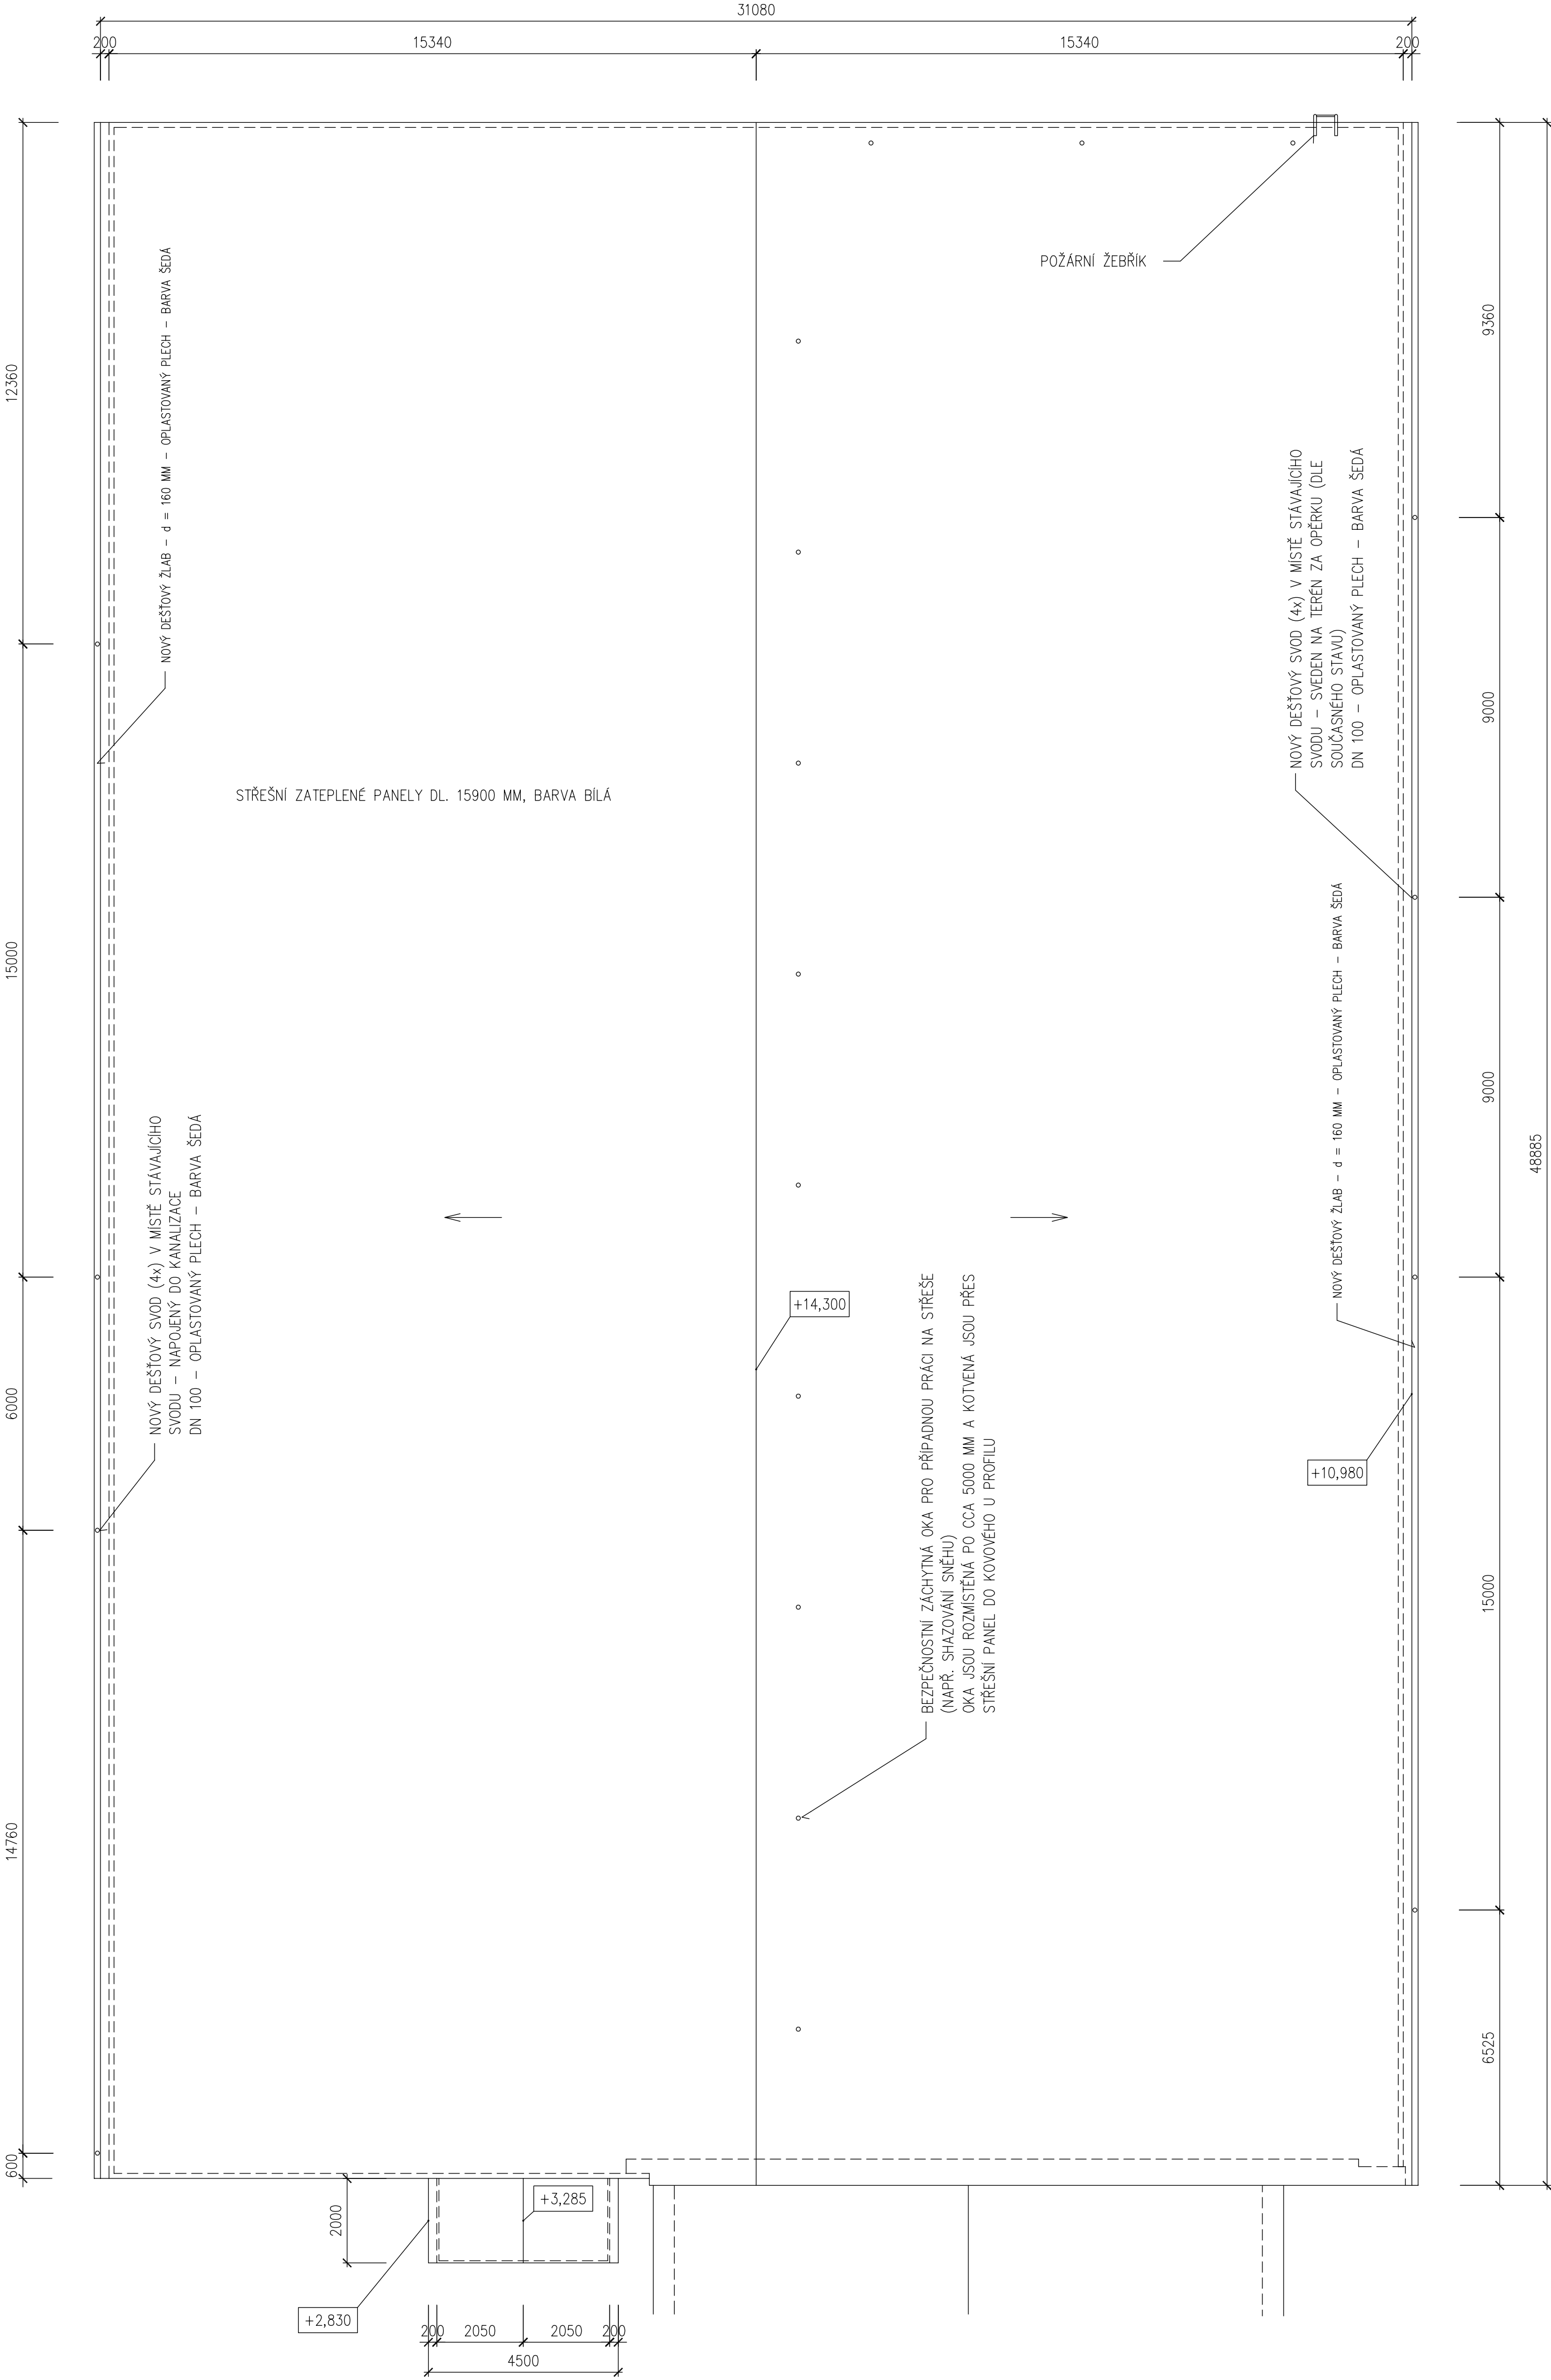 31080
200
15340
15340
200
12360
15000
6000
14760
600
9360
9000
9000
15000
6525
48885
POŽÁRNÍ ŽEBŘÍK
NOVÝ DEŠŤOVÝ ŽLAB – d = 160 MM – OPLASTOVANÝ PLECH – BARVA ŠEDÁ
STŘEŠNÍ ZATEPLENÉ PANELY DL. 15900 MM, BARVA BÍLÁ
NOVÝ DEŠŤOVÝ SVOD (4x) V MÍSTĚ STÁVAJÍCÍHO
SVODU – SVEDEN NA TERÉN ZA OPĚRKU (DLE
SOUČASNÉHO STAVU)
DN 100 – OPLASTOVANÝ PLECH – BARVA ŠEDÁ
NOVÝ DEŠŤOVÝ ŽLAB – d = 160 MM – OPLASTOVANÝ PLECH – BARVA ŠEDÁ
NOVÝ DEŠŤOVÝ SVOD (4x) V MÍSTĚ STÁVAJÍCÍHO
SVODU – NAPOJENÝ DO KANALIZACE
DN 100 – OPLASTOVANÝ PLECH – BARVA ŠEDÁ
+14,300
BEZPEČNOSTNÍ ZÁCHYTNÁ OKA PRO PŘÍPADNOU PRÁCI NA STŘEŠE
(NAPŘ. SHAZOVÁNÍ SNĚHU)
OKA JSOU ROZMÍSTĚNÁ PO CCA 5000 MM A KOTVENÁ JSOU PŘES
STŘEŠNÍ PANEL DO KOVOVÉHO U PROFILU
+10,980
+3,285
2000
+2,830
200
2050
2050
200
4500